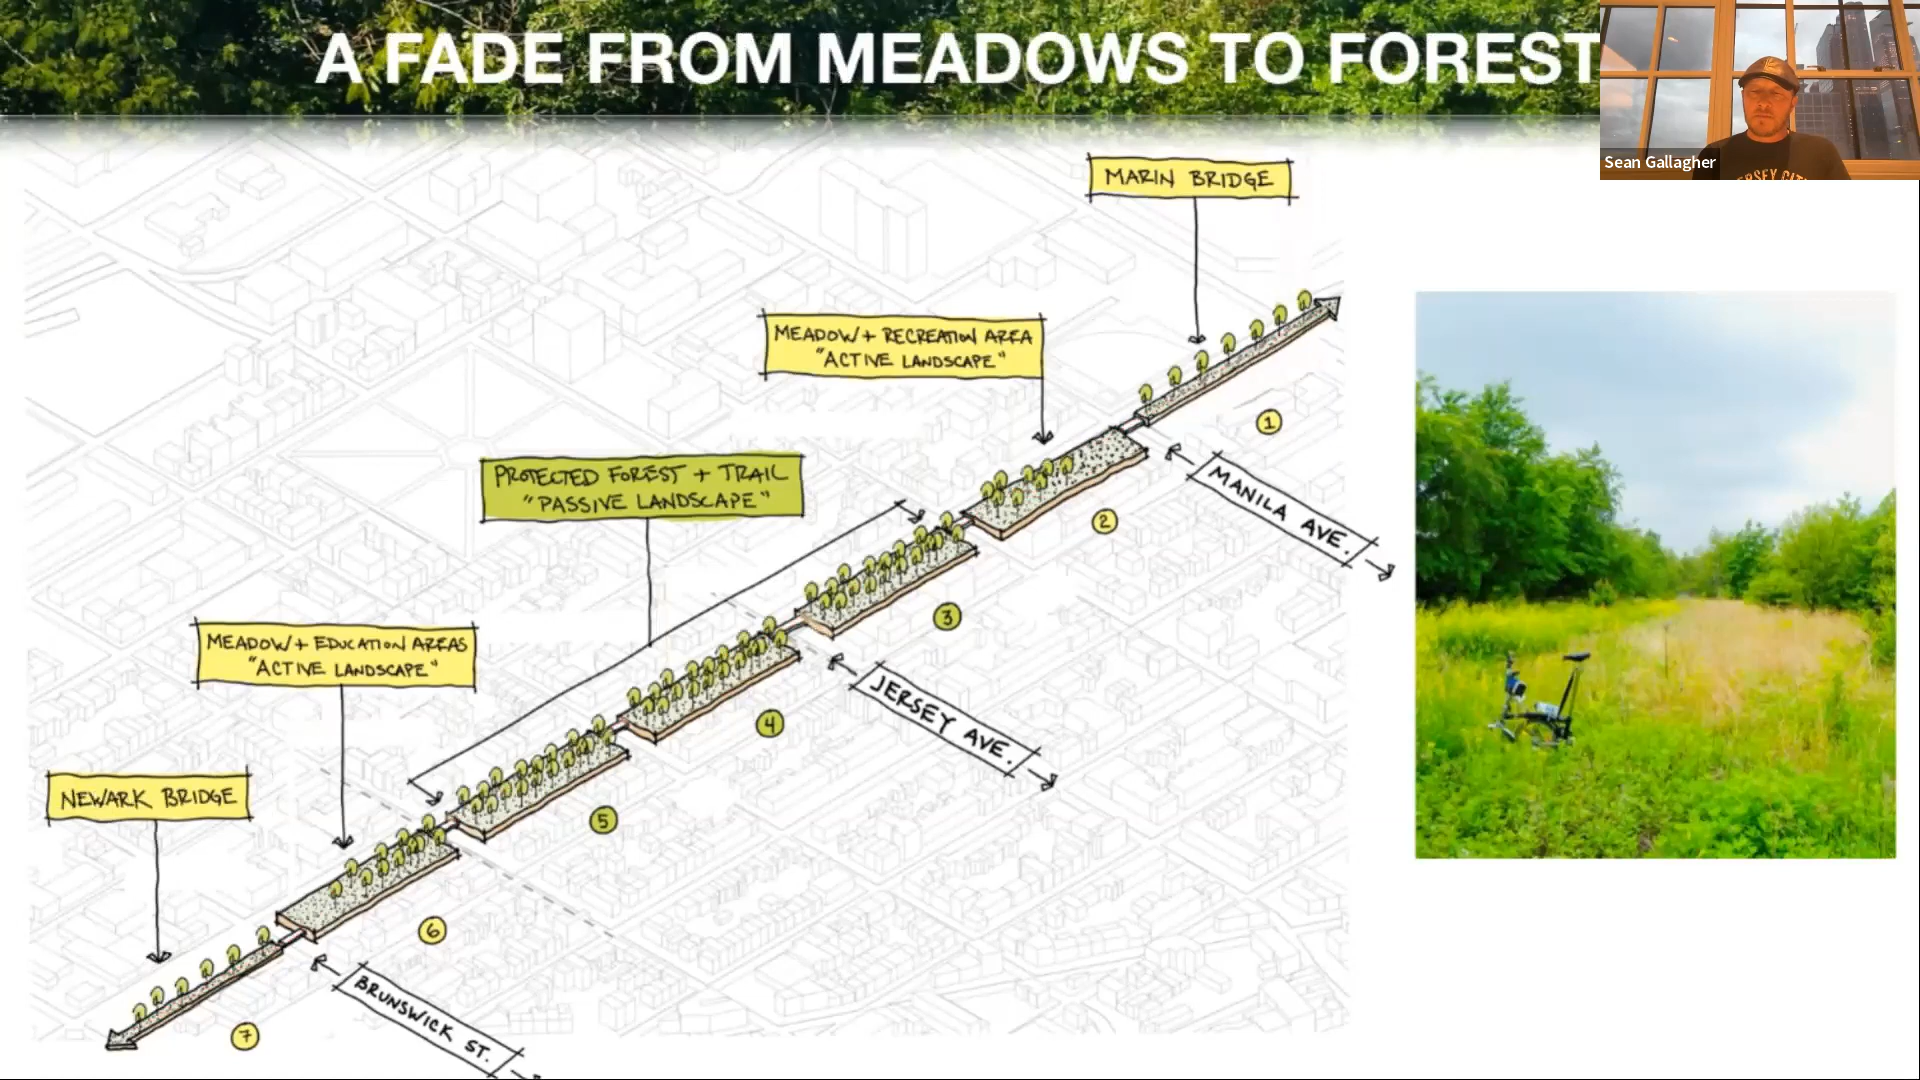 A FADE FROM MEADOWS TO FOREST
Sean Gallagher
MARIN BRIDGE
MEADOW + RECREATION AREA
"ACTIVE LANDSCAPE"
PROTECTED FOREST + TRAIL
"PASSIVE LANDSCAPE"
MEADOW + EDUCATION AREAS
"ACTIVE LANDSCAPE"
NEWARK BRIDGE
1
MANILA AVE.
2
3
JERSEY AVE.
4
5
6
BRUNSWICK ST.
7